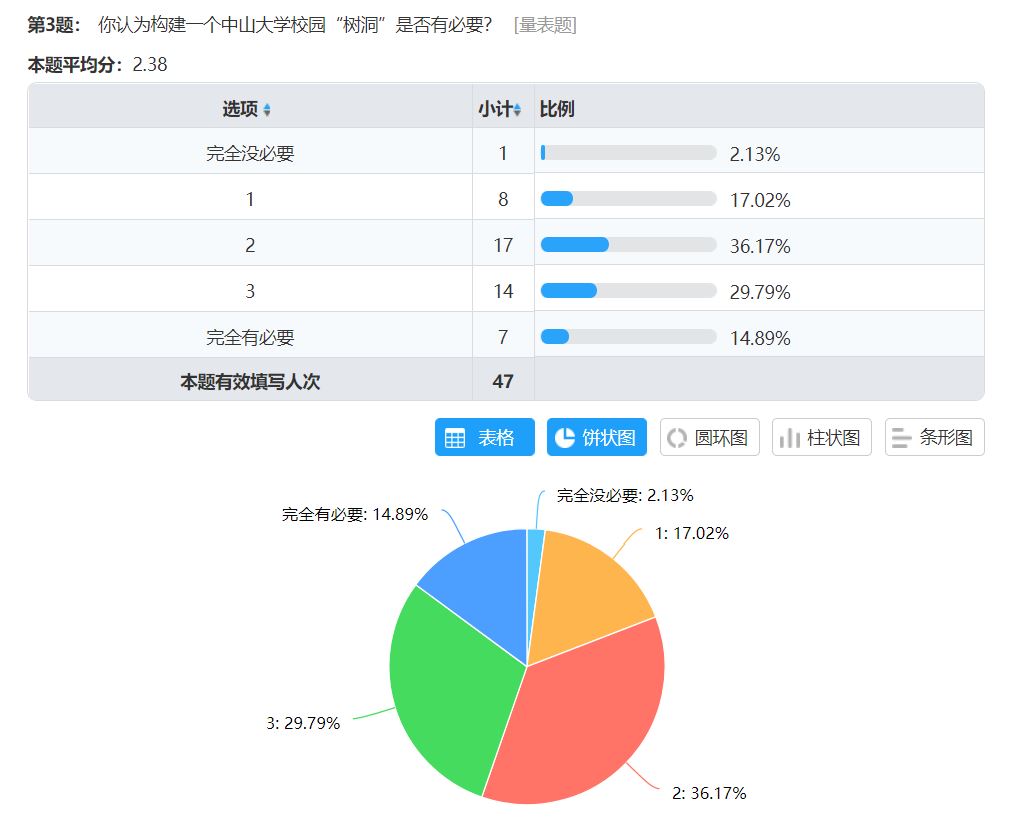 第3题： 你认为构建一个中山大学校园“树洞”是否有必要？ [量表题]
本题平均分：2.38
选项 小计 比例
完全没必要 1 2.13%
1 8 17.02%
2 17 36.17%
3 14 29.79%
完全有必要 7 14.89%
本题有效填写人次 47
表格 饼状图 圆环图 柱状图 条形图
完全没必要: 2.13%
完全有必要: 14.89%
1: 17.02%
3: 29.79%
2: 36.17%